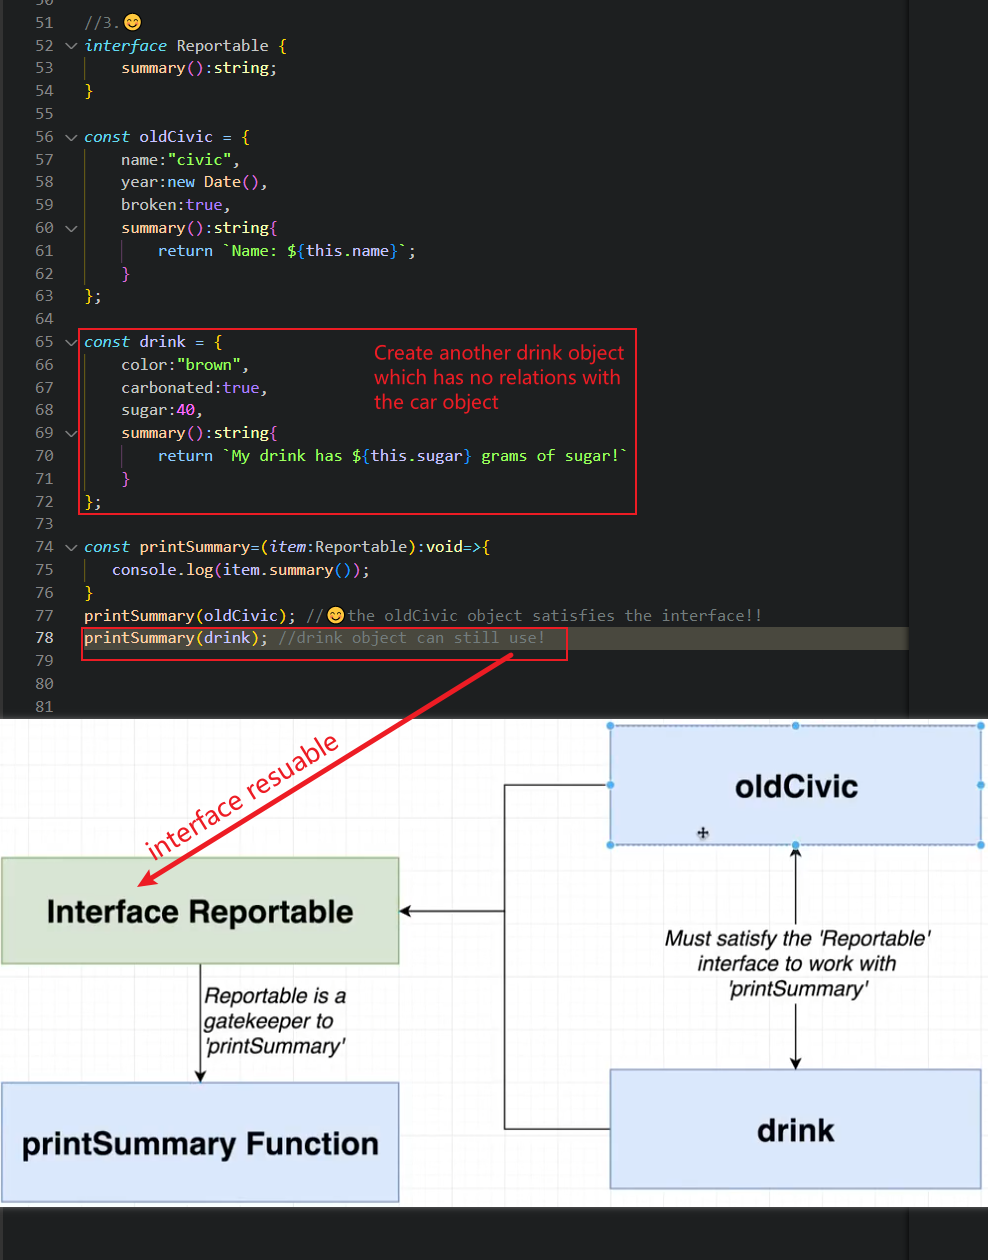 50
51 //3.😊
52 interface Reportable {
53 summary():string;
54 }
55
56 const oldCivic = {
57 name:"civic",
58 year:new Date(),
59 broken:true,
60 summary():string{
61 return `Name: ${this.name}`;
62 }
63 };
64
65 const drink = {
66 color:"brown",
67 carbonated:true,
68 sugar:40,
69 summary():string{
70 return `My drink has ${this.sugar} grams of sugar!`
71 }
72 };
73
74 const printSummary=(item:Reportable):void=>{
75 console.log(item.summary());
76 }
77 printSummary(oldCivic); //😊the oldCivic object satisfies the interface!!
78 printSummary(drink); //drink object can still use!
79
80
81
Create another drink object
which has no relations with
the car object
interface resuable
oldCivic
Interface Reportable
Must satisfy the 'Reportable'
interface to work with
'printSummary'
Reportable is a
gatekeeper to
'printSummary'
printSummary Function
drink